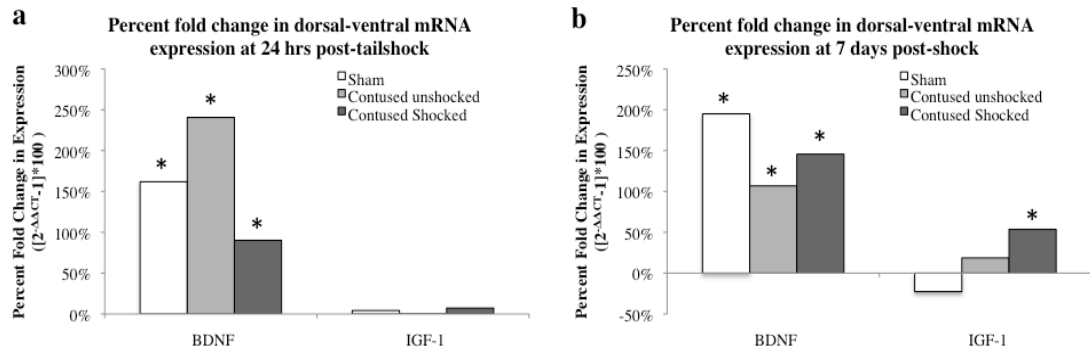 a
Percent fold change in dorsal-ventral mRNA
expression at 24 hrs post-tailshock
Percent Fold Change in Expression
([2^-ΔΔCT-1]*100 )
300%
250%
200%
150%
100%
50%
0%
Sham
Contused unshocked
Contused Shocked
*
*
*
BDNF
IGF-1
b
Percent fold change in dorsal-ventral mRNA
expression at 7 days post-shock
Percent Fold Change in Expression
([2^-ΔΔCT-1]*100 )
250%
200%
150%
100%
50%
0%
-50%
Sham
Contused unshocked
Contused Shocked
*
*
*
*
BDNF
IGF-1